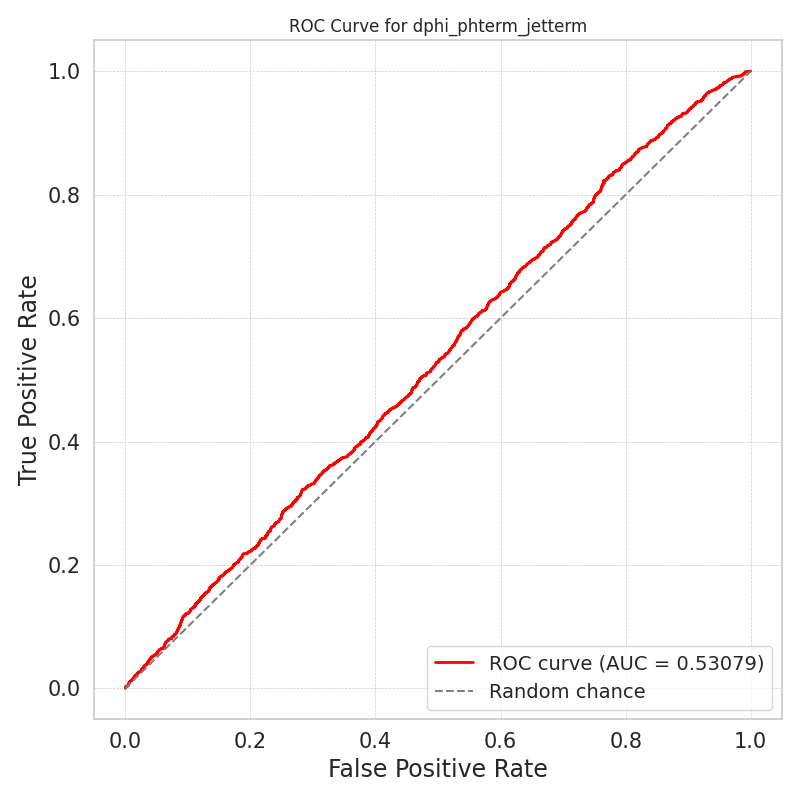 ROC Curve for dphi_phterm_jetterm
True Positive Rate
1.0
0.8
0.6
0.4
0.2
0.0
ROC curve (AUC = 0.53079)
Random chance
0.0 0.2 0.4 0.6 0.8 1.0
False Positive Rate